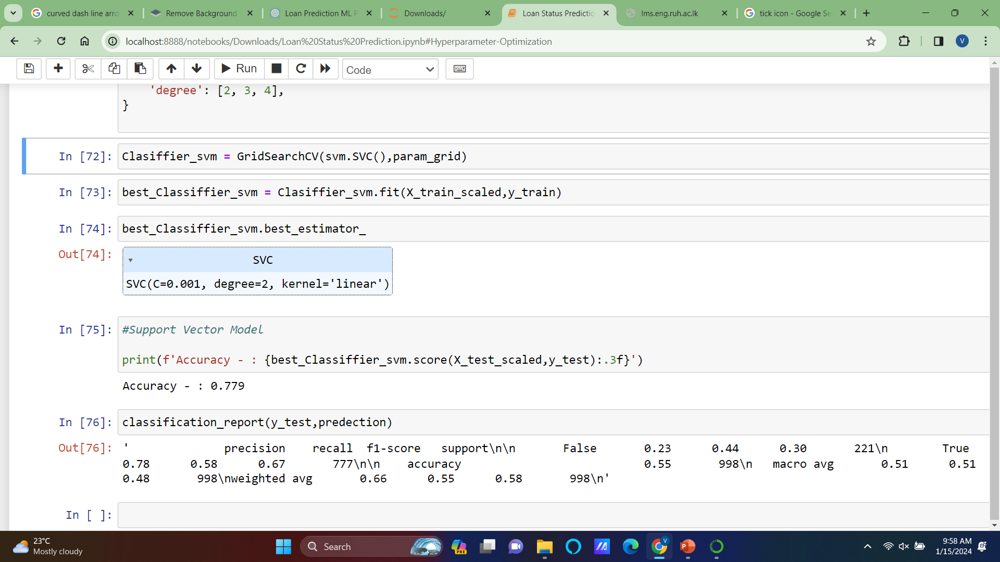 curved dash line arro
Remove Background
Loan Prediction ML P
Downloads/
Loan Status Predictio
lms.eng.ruh.ac.lk
tick icon - Google Se
localhost:8888/notebooks/Downloads/Loan%20Status%20Prediction.ipynb#Hyperparameter-Optimization
V
Run
Code
'degree': [2, 3, 4],
}
In [72]: Clasiffier_svm = GridSearchCV(svm.SVC(),param_grid)
In [73]: best_Classiffier_svm = Clasiffier_svm.fit(X_train_scaled,y_train)
In [74]: best_Classiffier_svm.best_estimator_
Out[74]:
SVC
SVC(C=0.001, degree=2, kernel='linear')
In [75]: #Support Vector Model
print(f'Accuracy - : {best_Classiffier_svm.score(X_test_scaled,y_test):.3f}')
Accuracy - : 0.779
In [76]: classification_report(y_test,predection)
Out[76]: '              precision    recall  f1-score   support\n\n       False       0.23      0.44      0.30       221\n        True
0.78      0.58      0.67       777\n\n    accuracy                           0.55       998\n   macro avg       0.51      0.51
0.48       998\nweighted avg       0.66      0.55      0.58       998\n'
In [ ]:
23°C
Mostly cloudy
Search
PRE
V
P
9:58 AM
1/15/2024